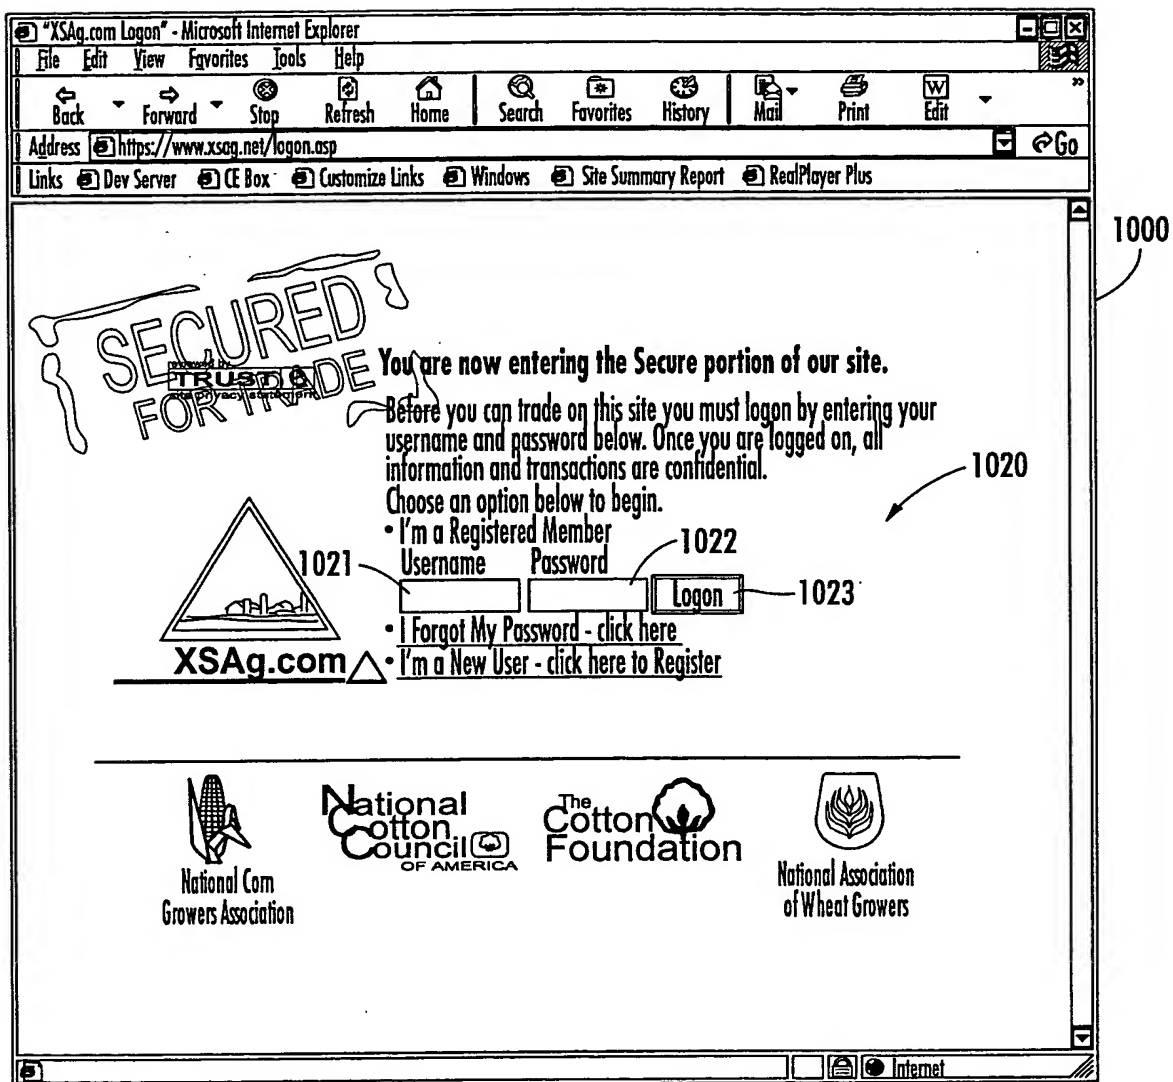 "XSAg.com Logon" - Microsoft Internet Explorer
File Edit View Favorites Tools Help
Back Forward Stop Refresh Home Search Favorites History Mail Print Edit
Address https://www.xsag.net/logon.asp Go
Links Dev Server CE Box Customize Links Windows Site Summary Report RealPlayer Plus
1000
SECURED
FOR TRADE
reviewed by
TRUST e
site privacy statement
You are now entering the Secure portion of our site.
Before you can trade on this site you must logon by entering your
username and password below. Once you are logged on, all
information and transactions are confidential.
1020
Choose an option below to begin.
• I'm a Registered Member
1021 Username Password 1022
Logon 1023
• I Forgot My Password - click here
XSAg.com • I'm a New User - click here to Register
National Corn
Growers Association
National
Cotton
Council
OF AMERICA
The
Cotton
Foundation
National Association
of Wheat Growers
Internet